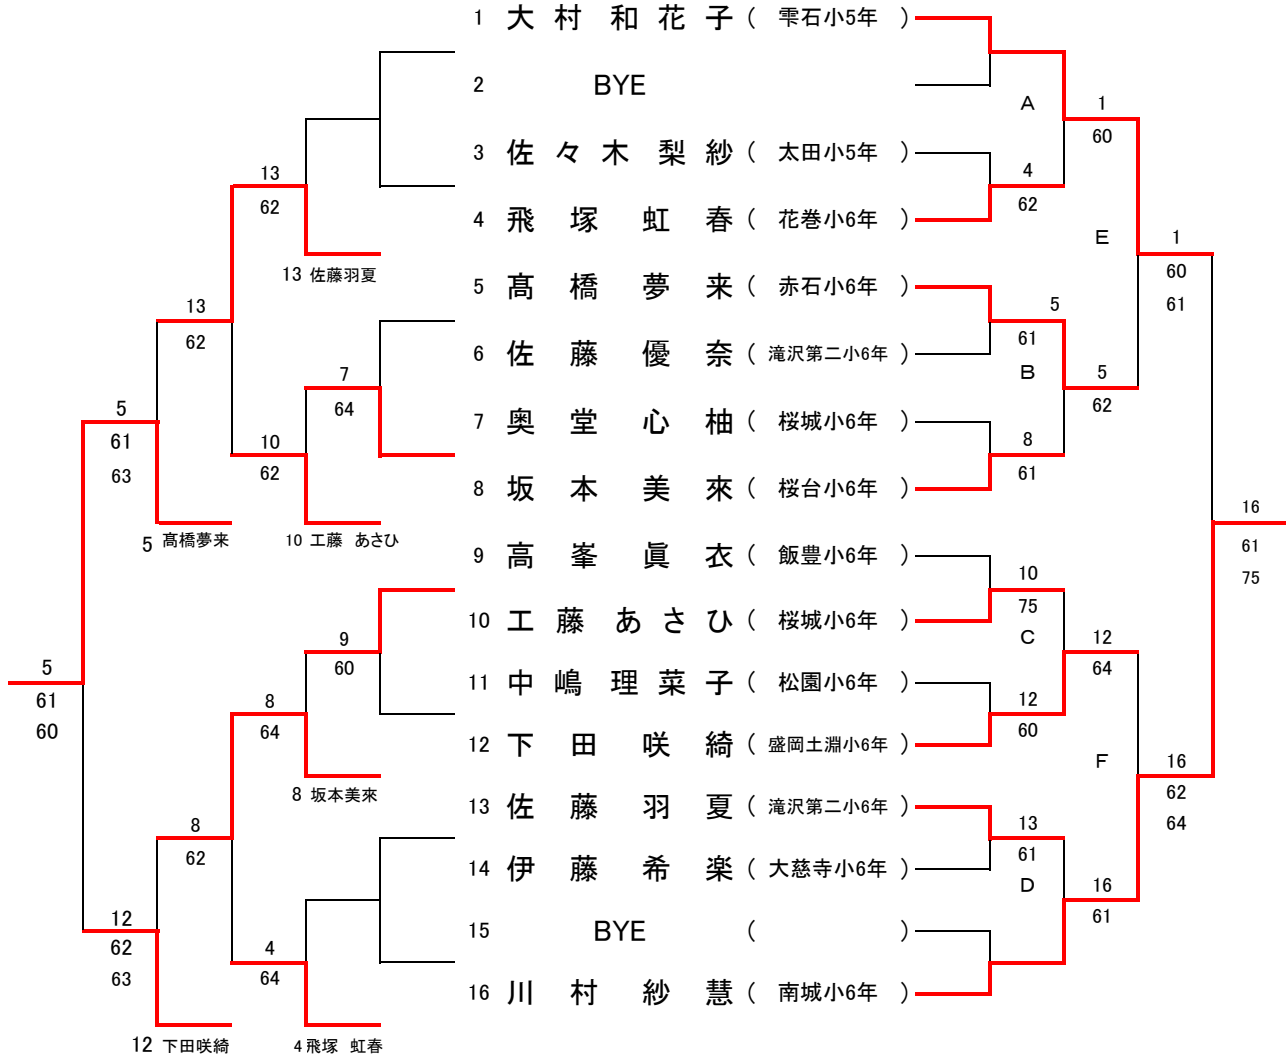 1 大村 和花子 ( 雫石小5年 )
2 BYE
A
1
60
3 佐々木 梨紗 ( 太田小5年 )
13
62
4
62
4 飛塚 虹春 ( 花巻小6年 )
E
1
60
61
13 佐藤羽夏
5 髙橋 夢来 ( 赤石小6年 )
13
62
5
61
6 佐藤 優奈 ( 滝沢第二小6年 )
B
7
64
5
62
5
61
63
7 奥堂 心柚 ( 桜城小6年 )
10
62
8
61
8 坂本 美來 ( 桜台小6年 )
16
61
75
5 髙橋夢来
10 工藤 あさひ
9 高峯 眞衣 ( 飯豊小6年 )
10
75
10 工藤 あさひ ( 桜城小6年 )
C
9
60
12
64
5
61
60
11 中嶋 理菜子 ( 松園小6年 )
8
64
12
60
12 下田 咲綺 ( 盛岡土淵小6年 )
F
16
62
64
8 坂本美來
13 佐藤 羽夏 ( 滝沢第二小6年 )
8
62
13
61
14 伊藤 希楽 ( 大慈寺小6年 )
D
16
61
12
62
63
15 BYE ( )
4
64
16 川村 紗慧 ( 南城小6年 )
12 下田咲綺
4 飛塚 虹春